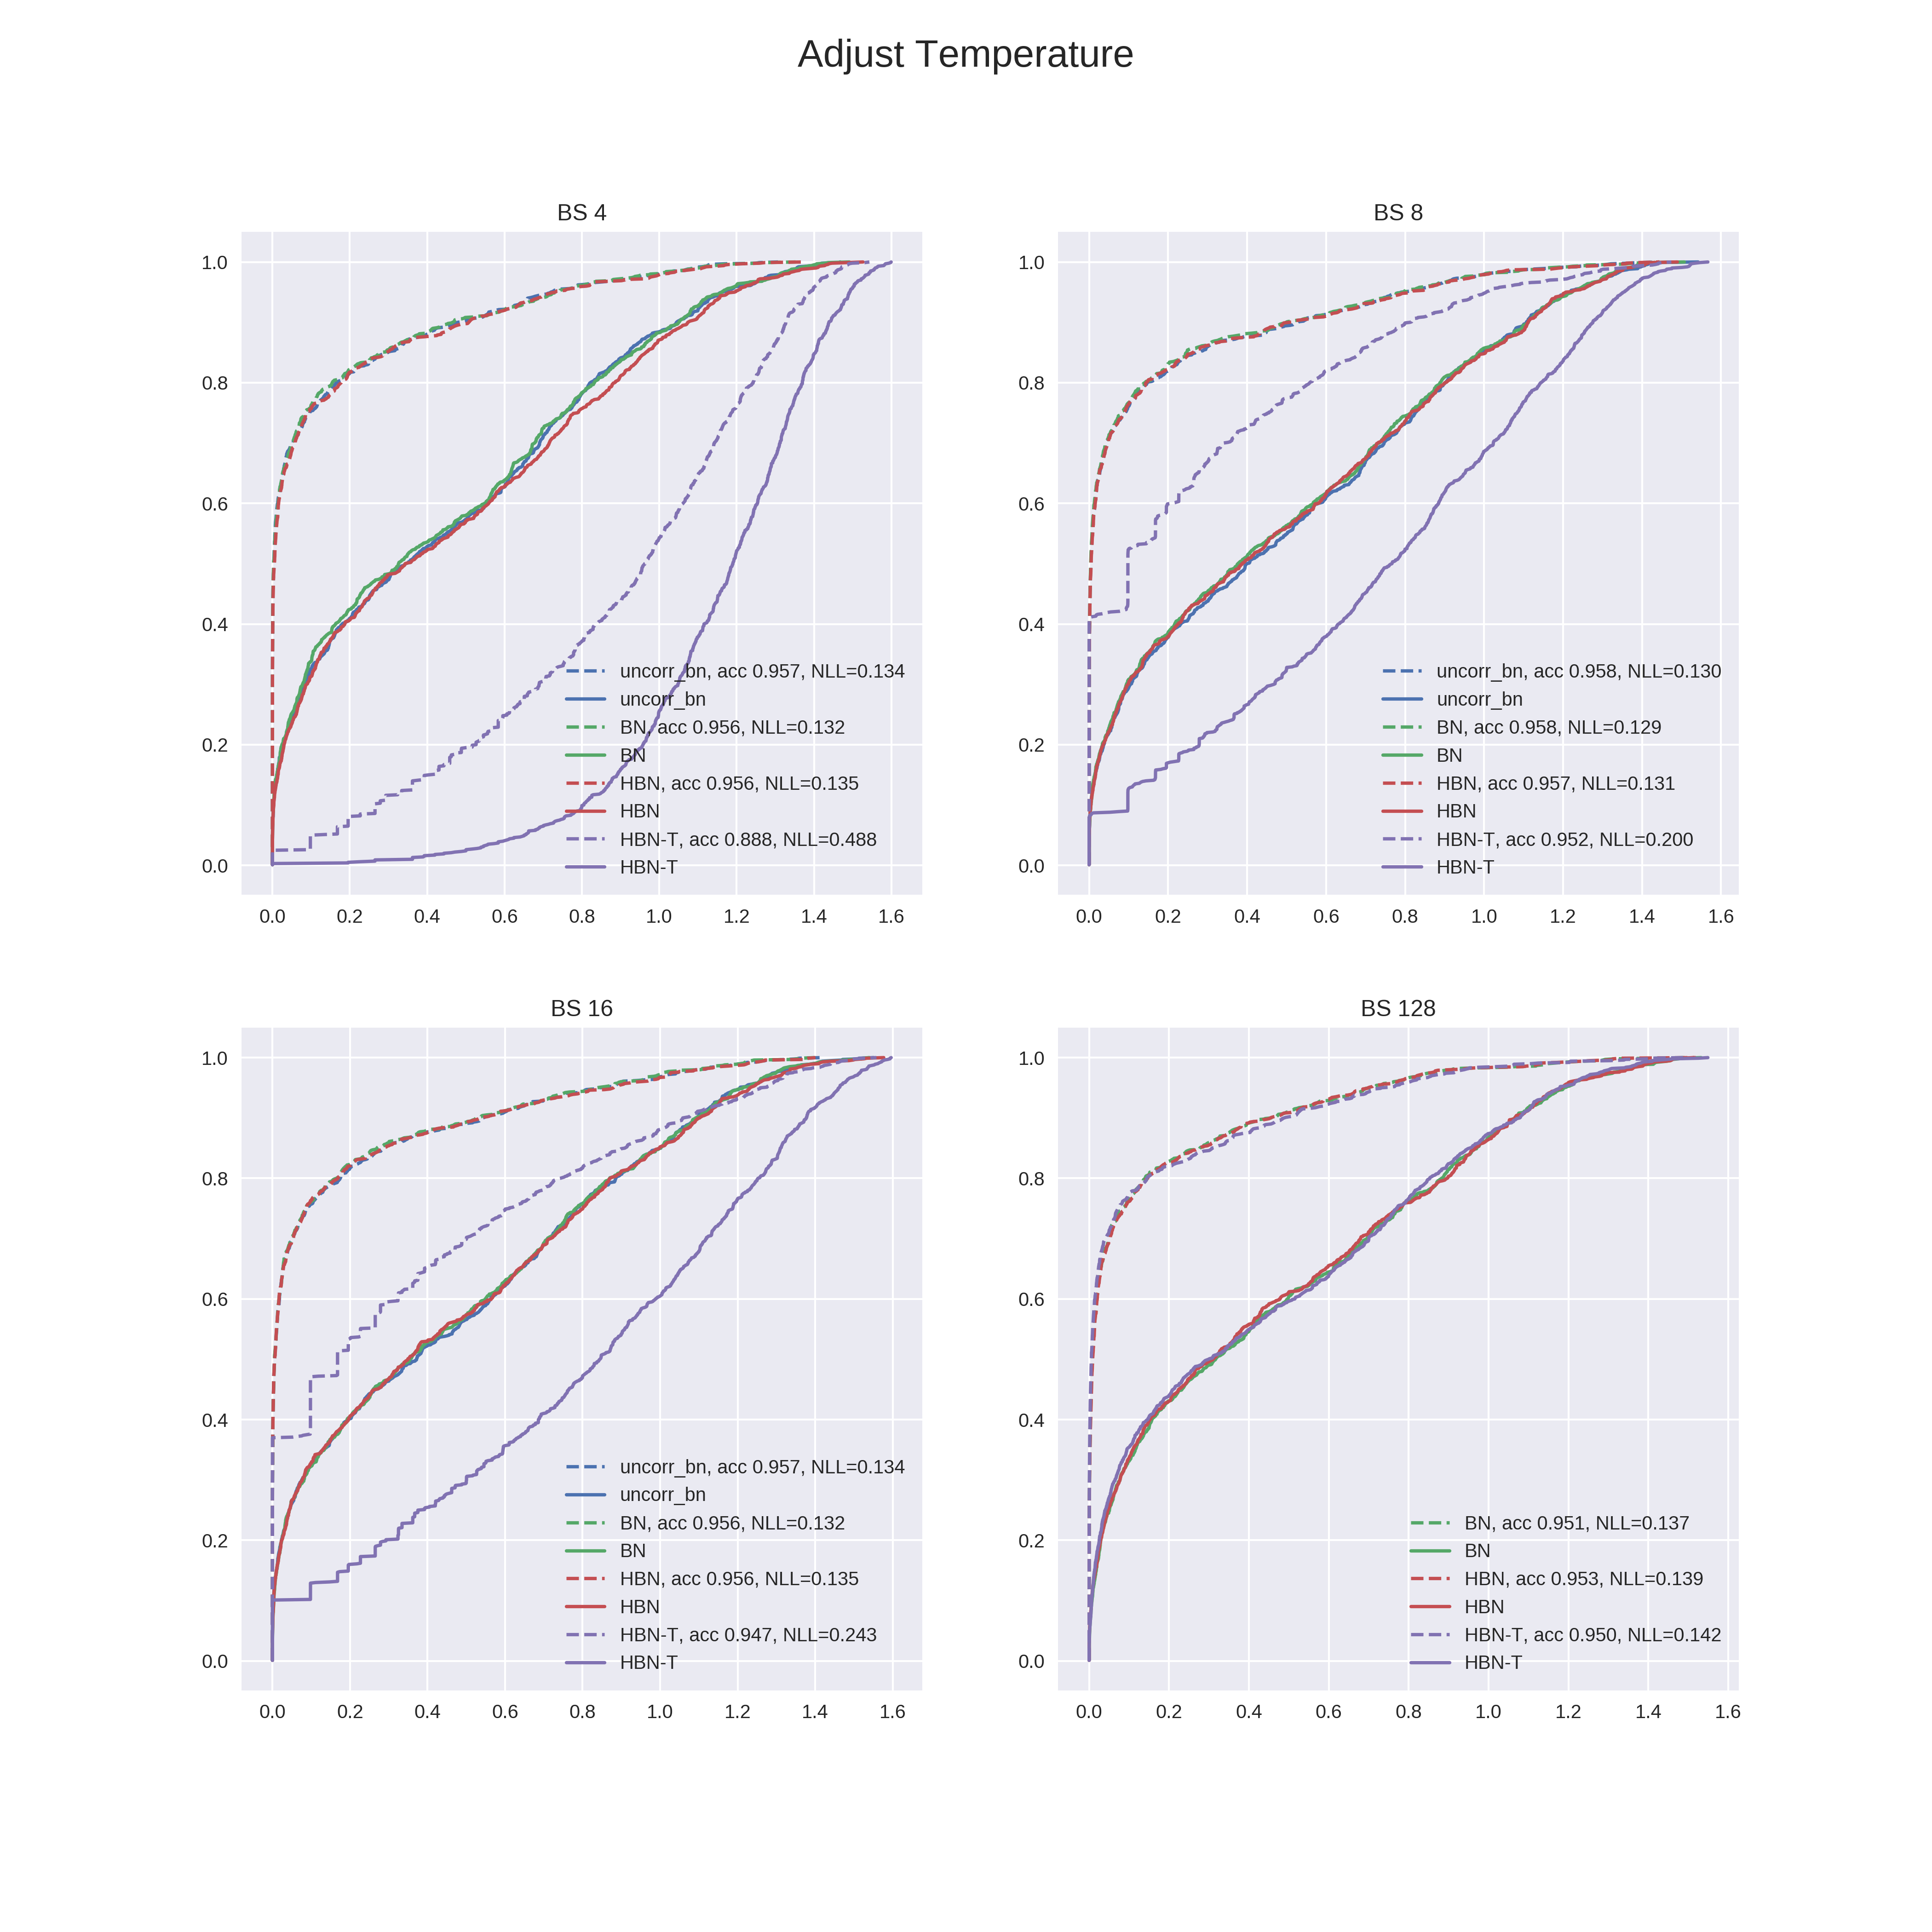 Adjust Temperature
BS 4
1.0
0.8
0.6
0.4
0.2
0.0
uncorr_bn, acc 0.957, NLL=0.134
uncorr_bn
BN, acc 0.956, NLL=0.132
BN
HBN, acc 0.956, NLL=0.135
HBN
HBN-T, acc 0.888, NLL=0.488
HBN-T
0.0 0.2 0.4 0.6 0.8 1.0 1.2 1.4 1.6
BS 8
1.0
0.8
0.6
0.4
0.2
0.0
uncorr_bn, acc 0.958, NLL=0.130
uncorr_bn
BN, acc 0.958, NLL=0.129
BN
HBN, acc 0.957, NLL=0.131
HBN
HBN-T, acc 0.952, NLL=0.200
HBN-T
0.0 0.2 0.4 0.6 0.8 1.0 1.2 1.4 1.6
BS 16
1.0
0.8
0.6
0.4
0.2
0.0
uncorr_bn, acc 0.957, NLL=0.134
uncorr_bn
BN, acc 0.956, NLL=0.132
BN
HBN, acc 0.956, NLL=0.135
HBN
HBN-T, acc 0.947, NLL=0.243
HBN-T
0.0 0.2 0.4 0.6 0.8 1.0 1.2 1.4 1.6
BS 128
1.0
0.8
0.6
0.4
0.2
0.0
BN, acc 0.951, NLL=0.137
BN
HBN, acc 0.953, NLL=0.139
HBN
HBN-T, acc 0.950, NLL=0.142
HBN-T
0.0 0.2 0.4 0.6 0.8 1.0 1.2 1.4 1.6